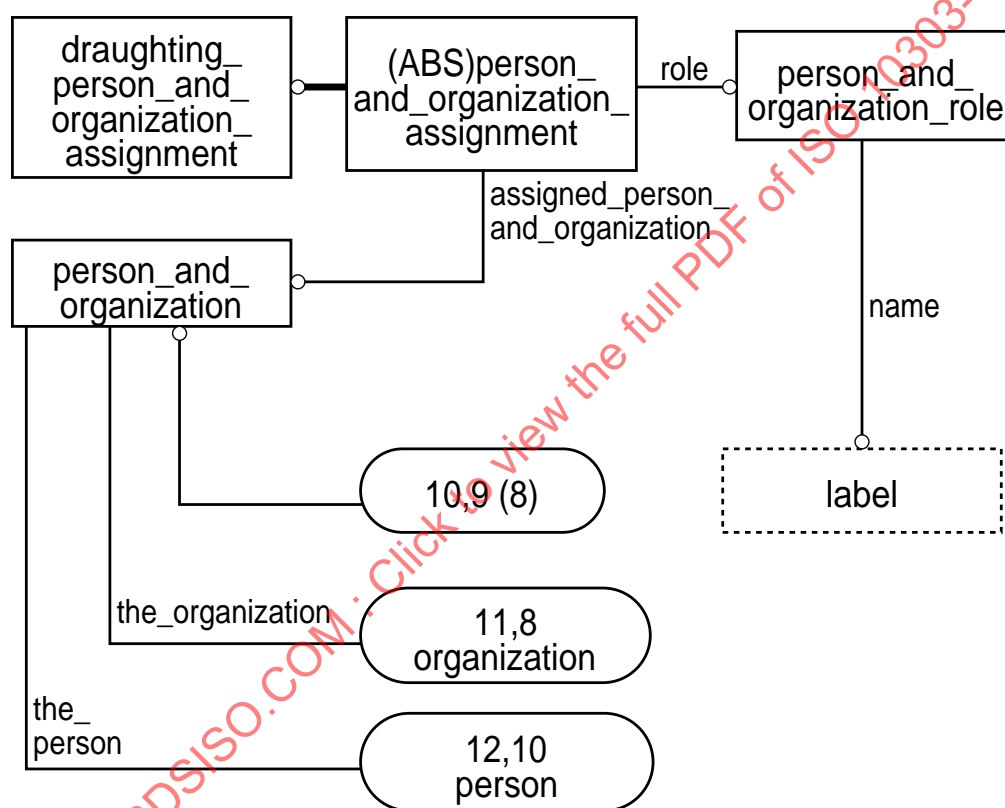 draughting_
person_and_
organization_
assignment
(ABS)person_
and_organization_
assignment
role
person_and_
organization_role
assigned_person_
and_organization
person_and_
organization
name
10,9 (8)
label
the_organization
11,8
organization
the_
person
12,10
person
DSISO.COM : Click to view the full PDF of ISO 10303-